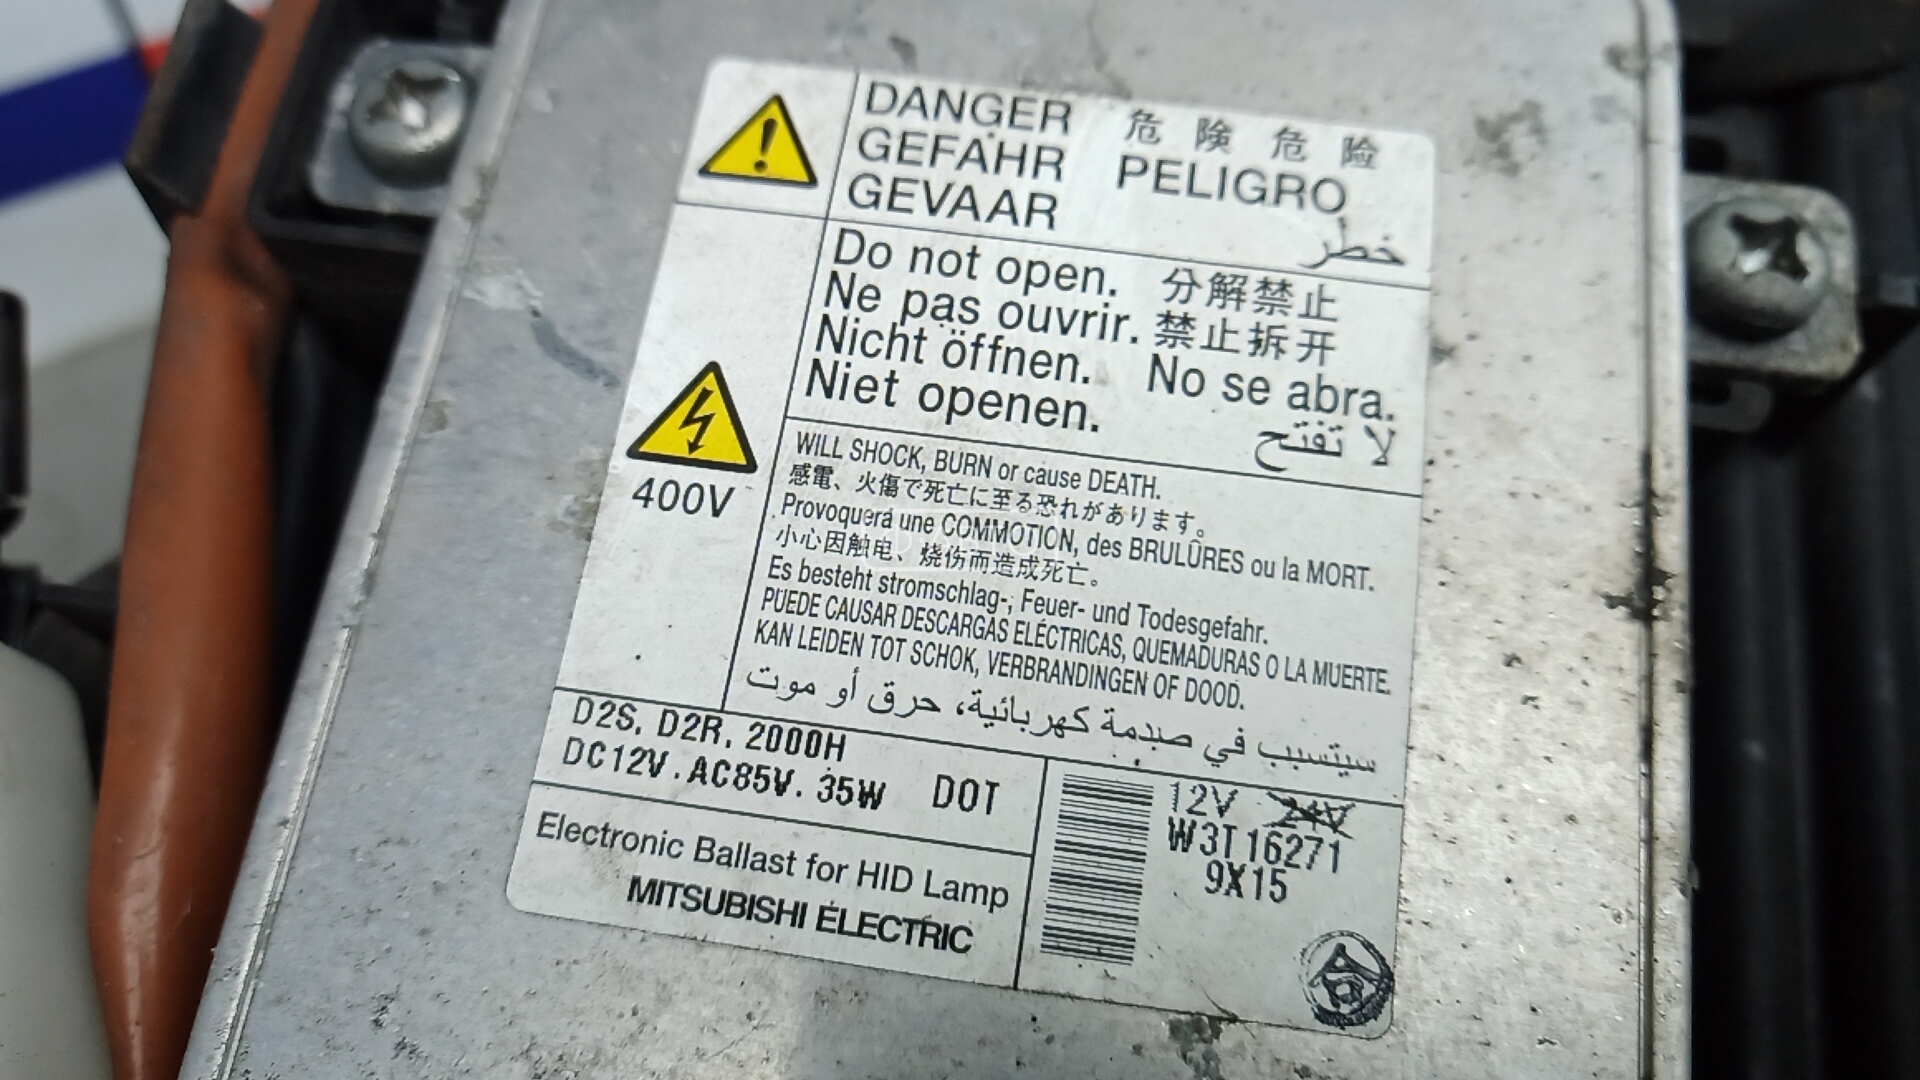 DANGER 危 険 危 险
GEFAHR PELIGRO
GEVAAR خطر
Do not open. 分解禁止
Ne pas ouvrir. 禁止拆开
Nicht öffnen. No se abra.
Niet openen. لا تفتح
400V
WILL SHOCK, BURN or cause DEATH.
感電、火傷で死亡に至る恐れがあります。
Provoquera une COMMOTION, des BRULÛRES ou la MORT.
小心因触电、烧伤而造成死亡。
Es besteht stromschlag-, Feuer- und Todesgefahr.
PUEDE CAUSAR DESCARGAS ELÉCTRICAS, QUEMADURAS O LA MUERTE.
KAN LEIDEN TOT SCHOK, VERBRANDINGEN OF DOOD.
سيتسبب في صدمة كهربائية، حرق أو موت
D2S, D2R, 2000H
DC12V. AC85V. 35W DOT
Electronic Ballast for HID Lamp
MITSUBISHI ELECTRIC
12V 24V
W3T16271
9X15
合